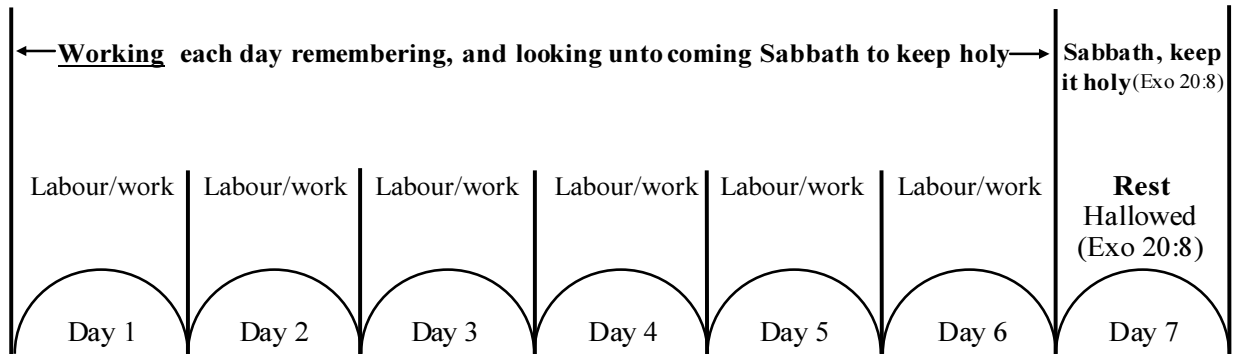 Working each day remembering, and looking unto coming Sabbath to keep holy
Sabbath, keep
it holy(Exo 20:8)
Labour/work Labour/work Labour/work Labour/work Labour/work Labour/work
Rest
Hallowed
(Exo 20:8)
Day 1 Day 2 Day 3 Day 4 Day 5 Day 6 Day 7